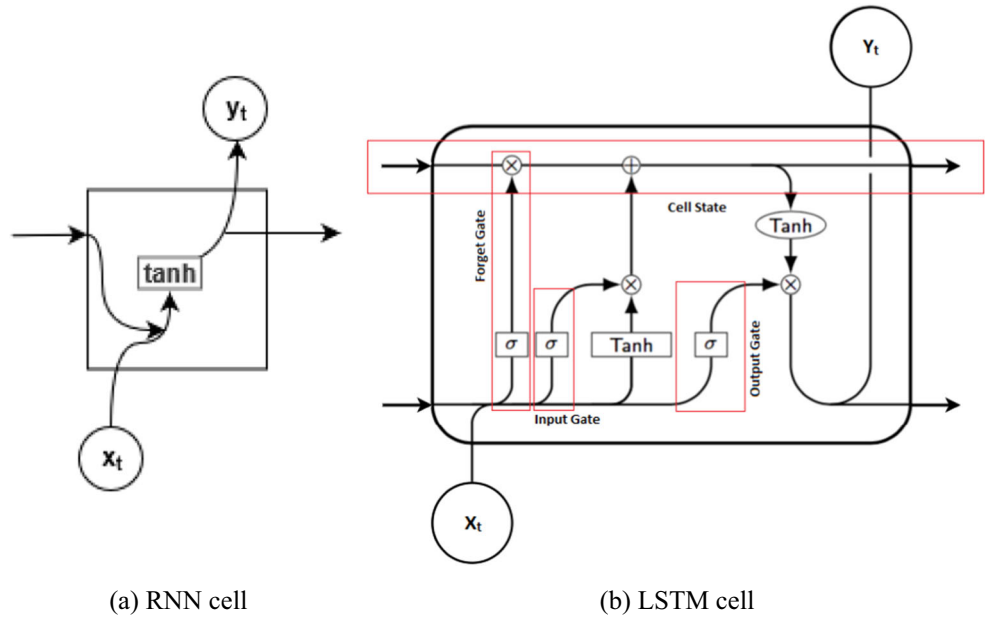 yt
tanh
xt
(a) RNN cell
Yt
×
+
Cell State
Tanh
Forget Gate
×
×
σ
σ
Tanh
σ
Output Gate
Input Gate
Xt
(b) LSTM cell